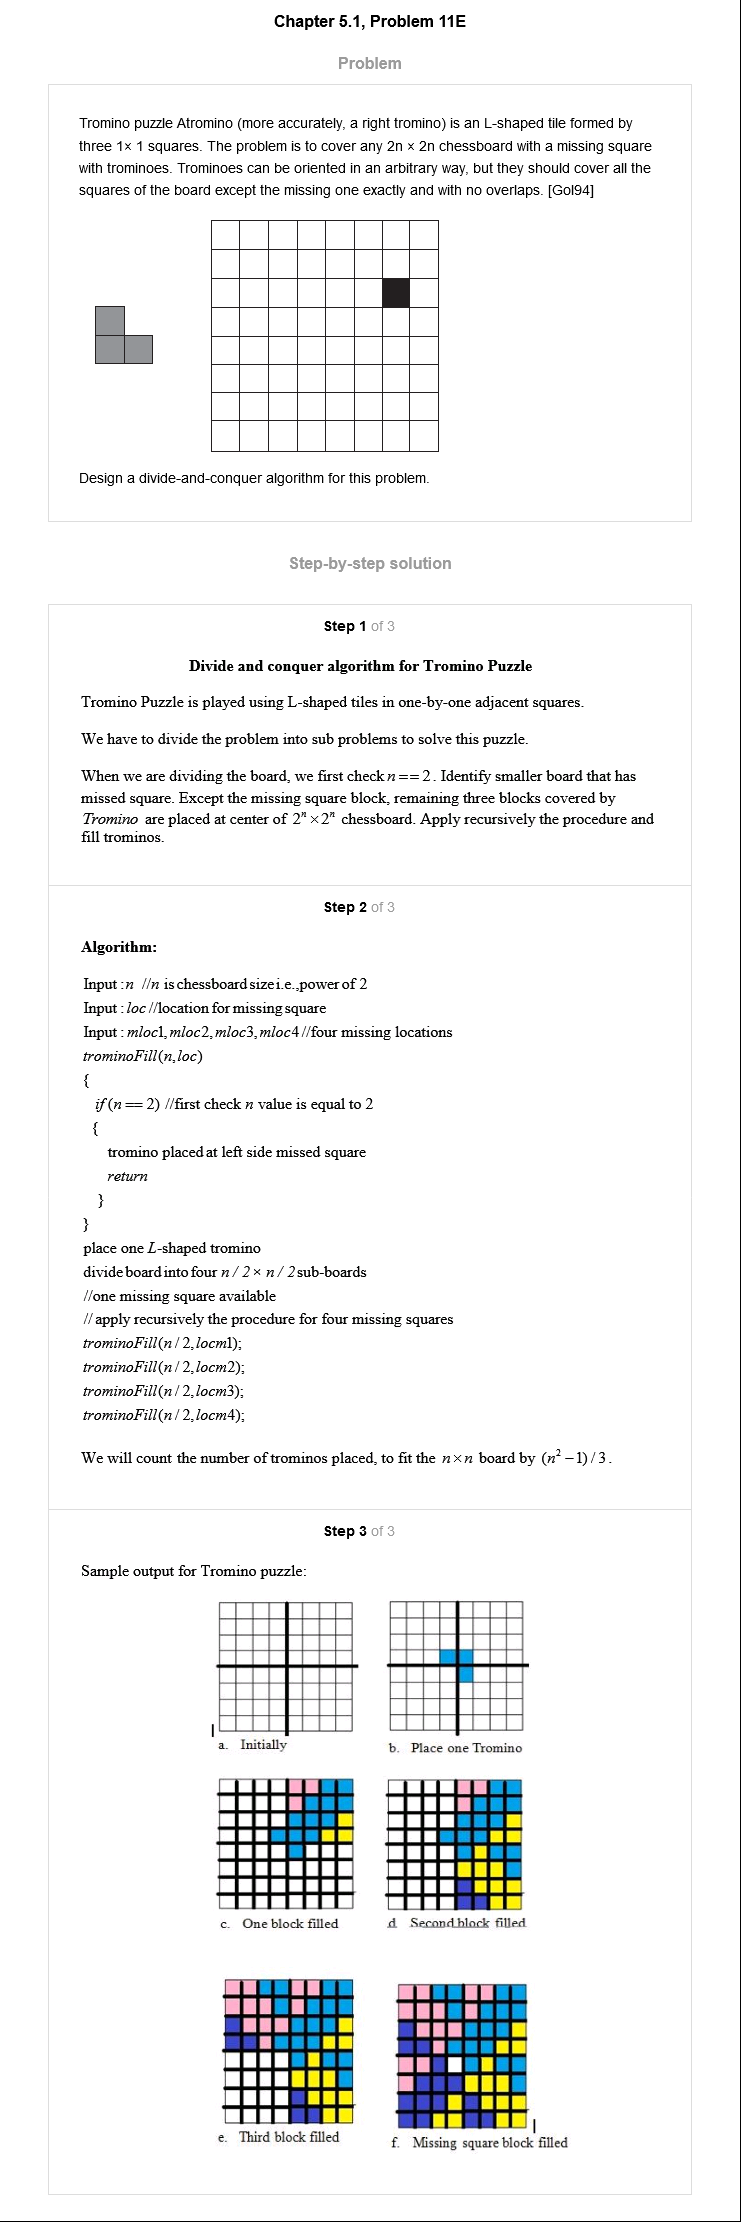 Chapter 5.1, Problem 11E
Problem
Tromino puzzle Atromino (more accurately, a right tromino) is an L-shaped tile formed by
three 1× 1 squares. The problem is to cover any 2n × 2n chessboard with a missing square
with trominoes. Trominoes can be oriented in an arbitrary way, but they should cover all the
squares of the board except the missing one exactly and with no overlaps. [Gol94]
Design a divide-and-conquer algorithm for this problem.
Step-by-step solution
Step 1 of 3
Divide and conquer algorithm for Tromino Puzzle
Tromino Puzzle is played using L-shaped tiles in one-by-one adjacent squares.
We have to divide the problem into sub problems to solve this puzzle.
When we are dividing the board, we first check n == 2. Identify smaller board that has
missed square. Except the missing square block, remaining three blocks covered by
Tromino are placed at center of 2ⁿ ×2ⁿ chessboard. Apply recursively the procedure and
fill trominos.
Step 2 of 3
Algorithm:
Input :n //n is chessboard size i.e.,power of 2
Input : loc //location for missing square
Input : mloc1, mloc2, mloc3, mloc4 //four missing locations
trominoFill(n,loc)
{
if (n == 2) //first check n value is equal to 2
{
tromino placed at left side missed square
return
}
}
place one L-shaped tromino
divide board into four n / 2 × n / 2 sub-boards
//one missing square available
// apply recursively the procedure for four missing squares
trominoFill(n / 2, locm1);
trominoFill(n / 2, locm2);
trominoFill(n / 2, locm3);
trominoFill(n / 2, locm4);
We will count the number of trominos placed, to fit the n×n board by (n² −1) / 3.
Step 3 of 3
Sample output for Tromino puzzle:
a. Initially
b. Place one Tromino
c. One block filled
d Second block filled
e. Third block filled
f. Missing square block filled